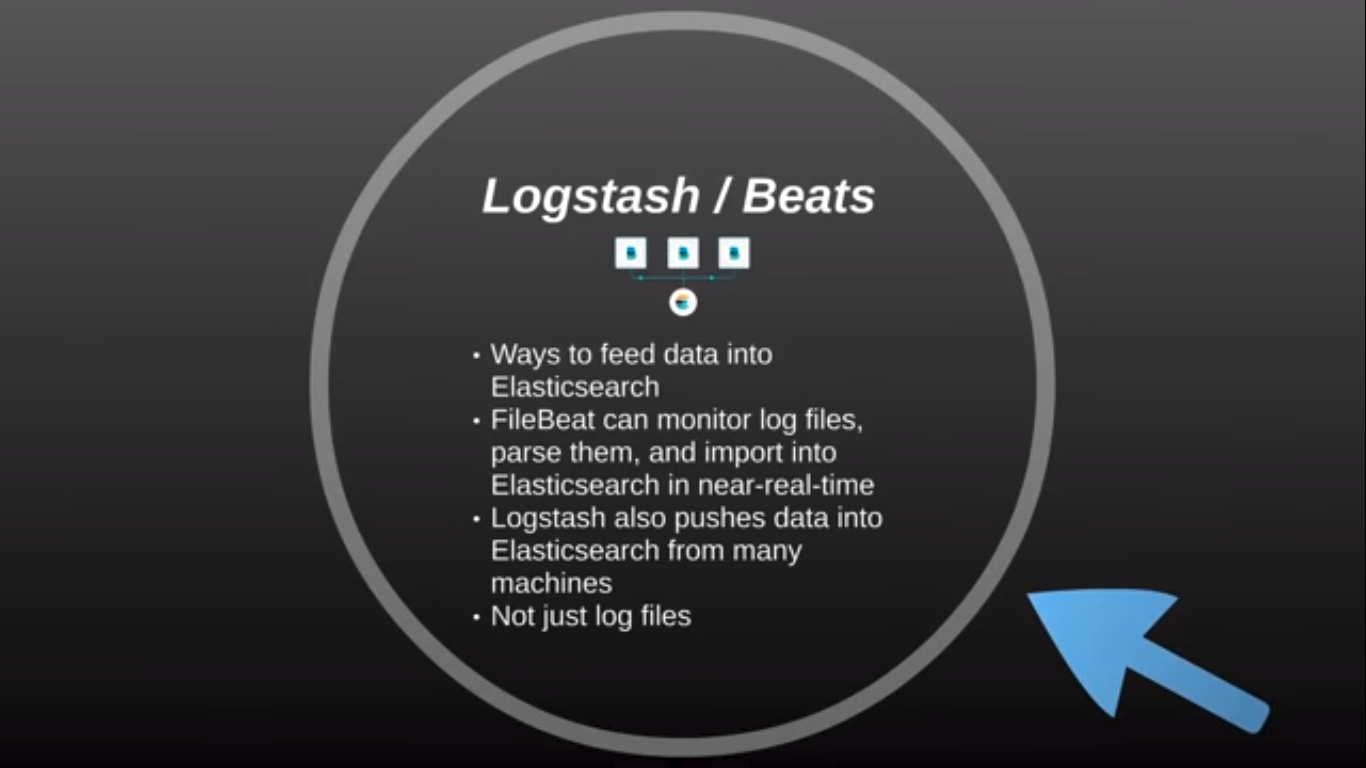 Logstash / Beats
• Ways to feed data into
Elasticsearch
• FileBeat can monitor log files,
parse them, and import into
Elasticsearch in near-real-time
• Logstash also pushes data into
Elasticsearch from many
machines
• Not just log files